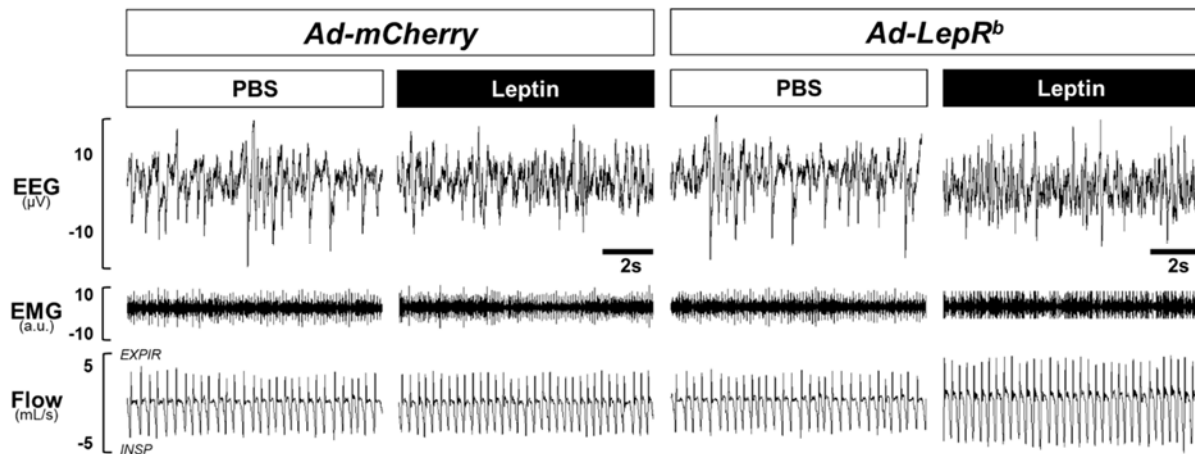 Ad-mCherry
Ad-LepRᵇ
PBS
Leptin
PBS
Leptin
EEG
(µV)
10
-10
2s
2s
EMG
(a.u.)
10
-10
Flow
(mL/s)
5
-5
EXPIR
INSP